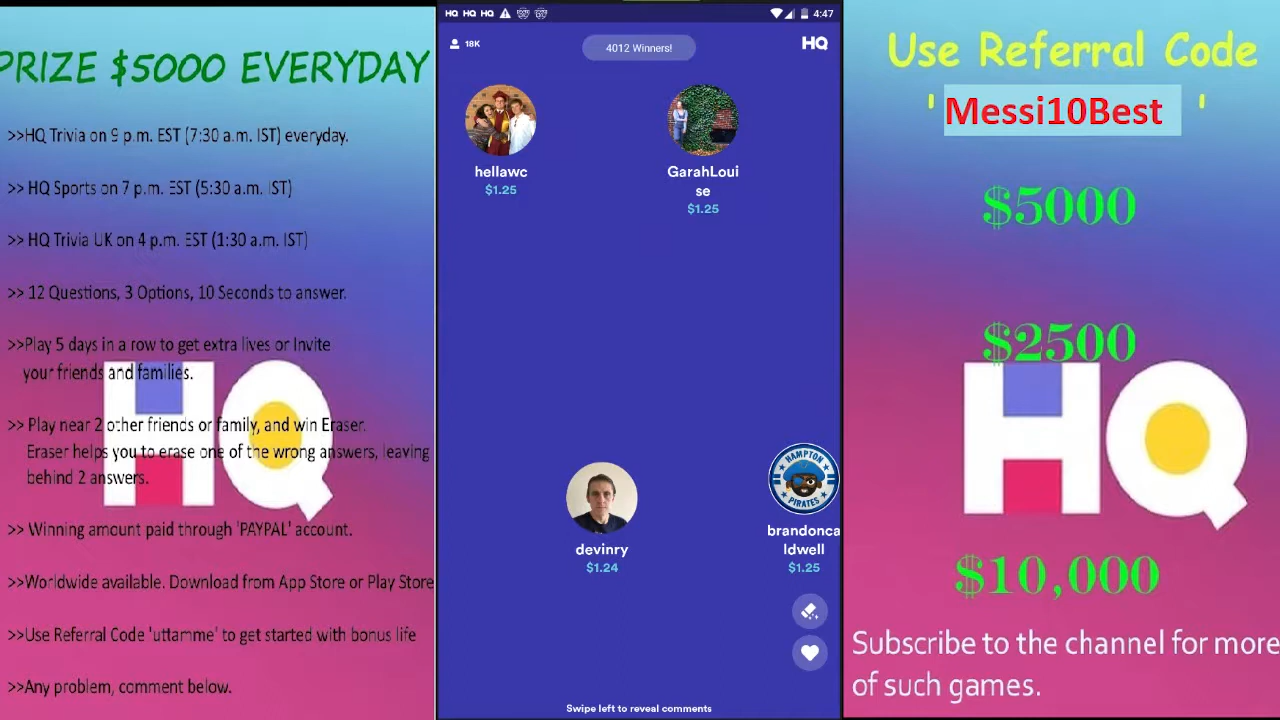 PRIZE $5000 EVERYDAY
>>HQ Trivia on 9 p.m. EST (7:30 a.m. IST) everyday.
>> HQ Sports on 7 p.m. EST (5:30 a.m. IST)
>> HQ Trivia UK on 4 p.m. EST (1:30 a.m. IST)
>> 12 Questions, 3 Options, 10 Seconds to answer.
>>Play 5 days in a row to get extra lives or Invite
your friends and families.
>> Play near 2 other friends or family, and win Eraser.
Eraser helps you to erase one of the wrong answers, leaving
behind 2 answers.
>> Winning amount paid through 'PAYPAL' account.
>>Worldwide available. Download from App Store or Play Store
>>Use Referral Code 'uttamme' to get started with bonus life
>>Any problem, comment below.
HQ
HQ HQ HQ 4:47
18K
4012 Winners!
HQ
hellawc
$1.25
GarahLoui
se
$1.25
devinry
$1.24
HAMPTON
PIRATES
brandonca
ldwell
$1.25
Swipe left to reveal comments
Use Referral Code
' Messi10Best '
$5000
$2500
HQ
$10,000
Subscribe to the channel for more
of such games.